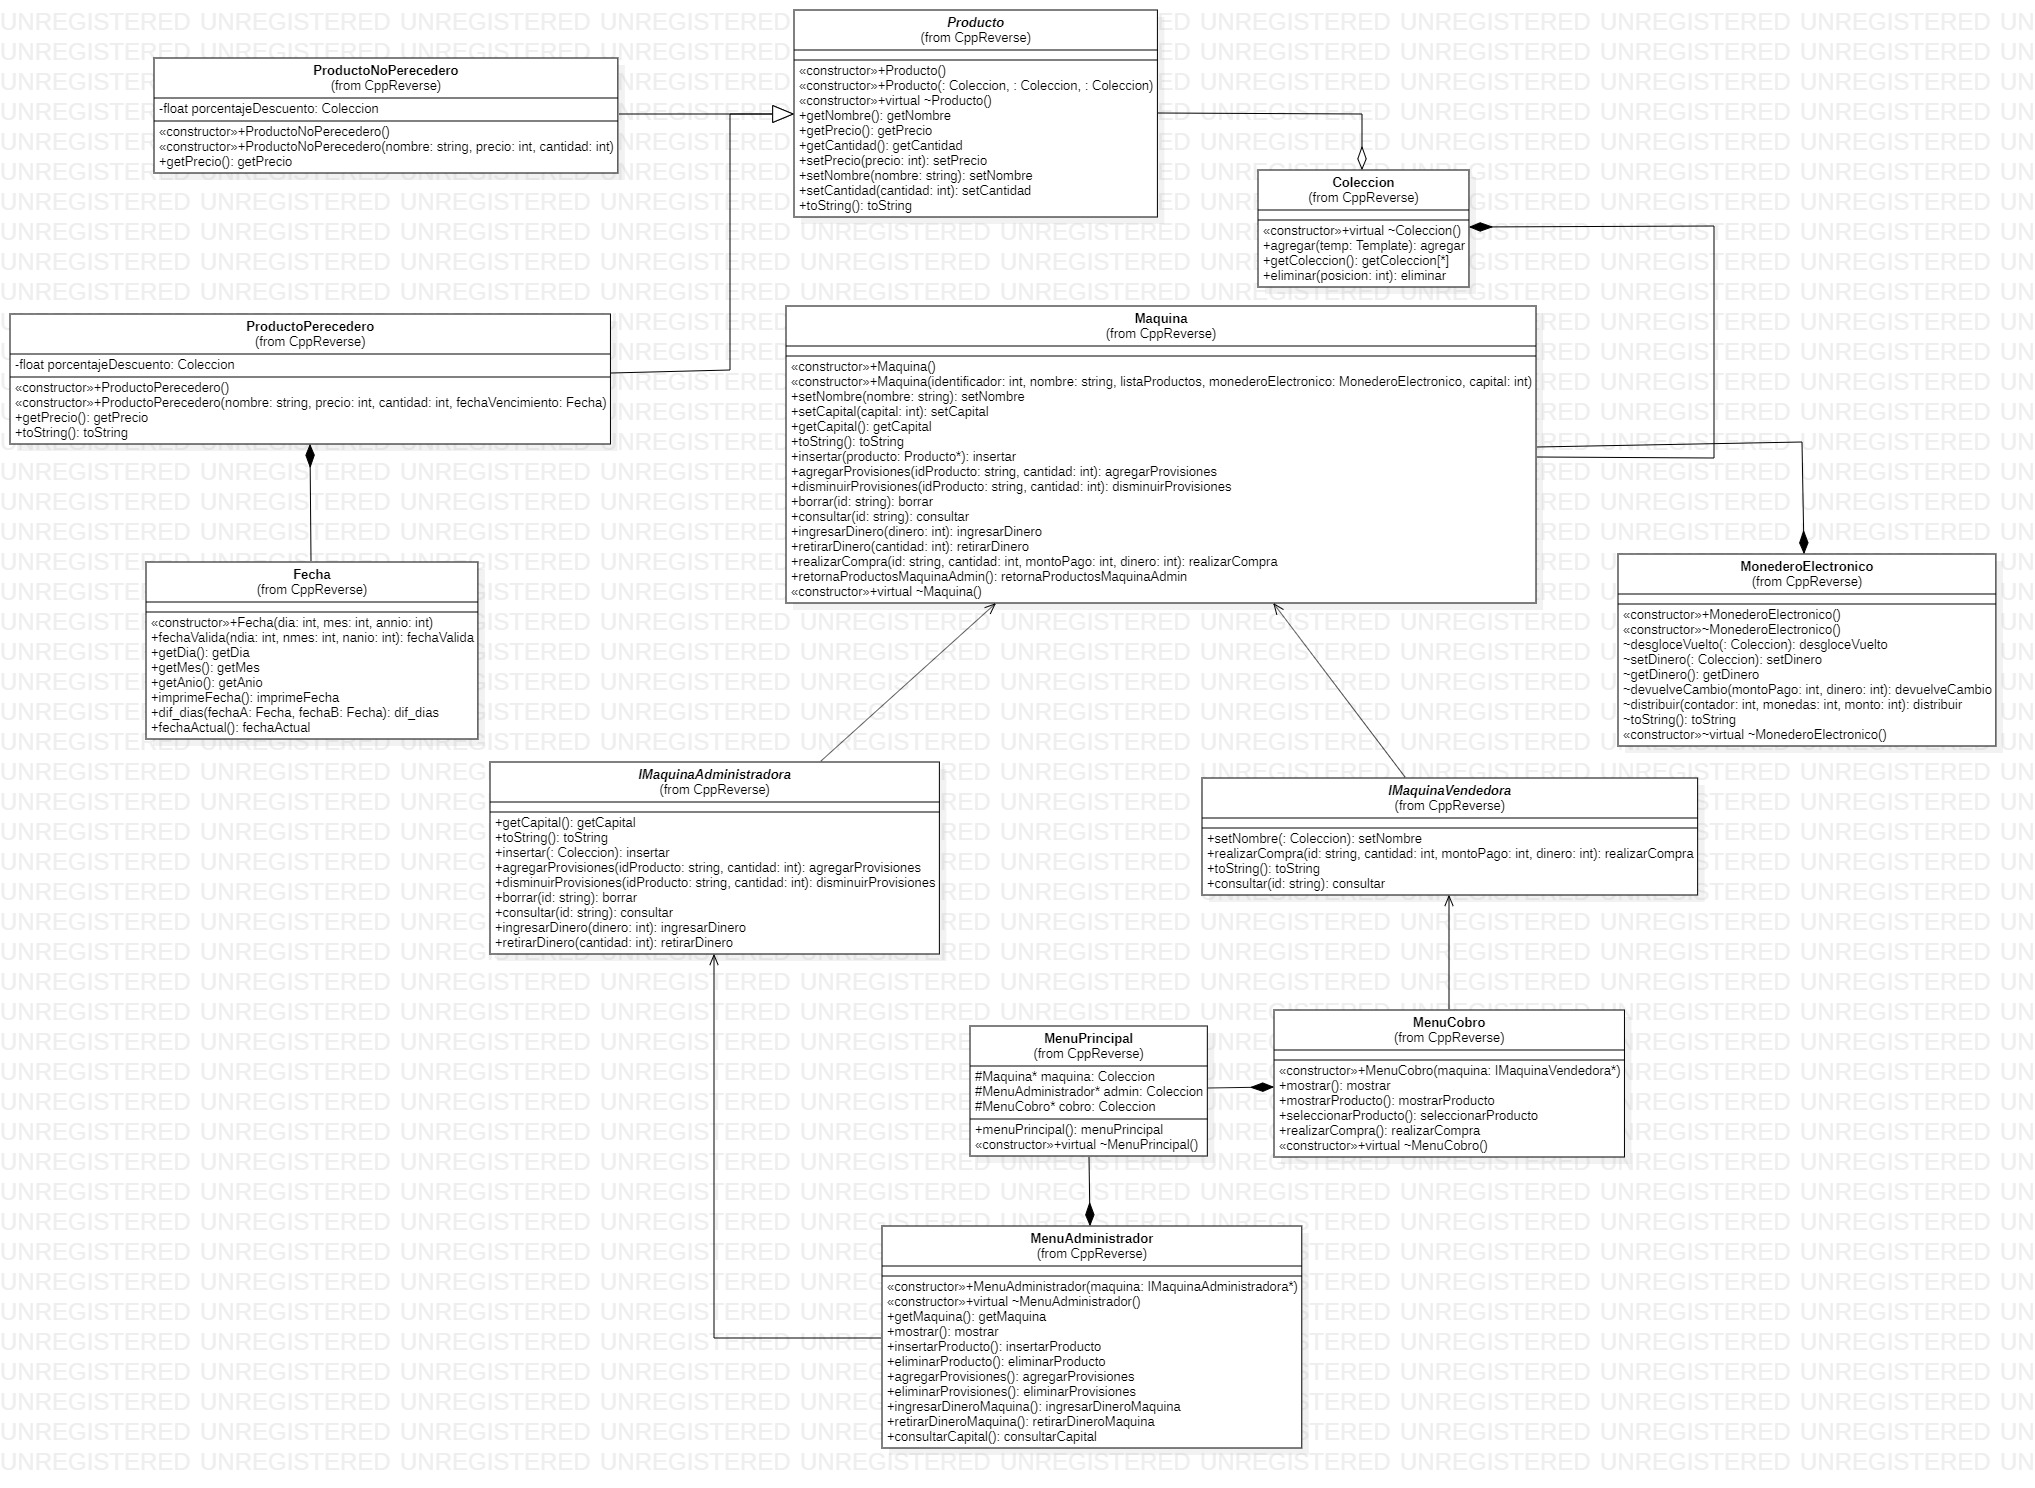 Producto
(from CppReverse)
«constructor»+Producto()
«constructor»+Producto(: Coleccion, : Coleccion, : Coleccion)
«constructor»+virtual ~Producto()
+getNombre(): getNombre
+getPrecio(): getPrecio
+getCantidad(): getCantidad
+setPrecio(precio: int): setPrecio
+setNombre(nombre: string): setNombre
+setCantidad(cantidad: int): setCantidad
+toString(): toString
ProductoNoPerecedero
(from CppReverse)
-float porcentajeDescuento: Coleccion
«constructor»+ProductoNoPerecedero()
«constructor»+ProductoNoPerecedero(nombre: string, precio: int, cantidad: int)
+getPrecio(): getPrecio
Coleccion
(from CppReverse)
«constructor»+virtual ~Coleccion()
+agregar(temp: Template): agregar
+getColeccion(): getColeccion[*]
+eliminar(posicion: int): eliminar
ProductoPerecedero
(from CppReverse)
-float porcentajeDescuento: Coleccion
«constructor»+ProductoPerecedero()
«constructor»+ProductoPerecedero(nombre: string, precio: int, cantidad: int, fechaVencimiento: Fecha)
+getPrecio(): getPrecio
+toString(): toString
Maquina
(from CppReverse)
«constructor»+Maquina()
«constructor»+Maquina(identificador: int, nombre: string, listaProductos, monederoElectronico: MonederoElectronico, capital: int)
+setNombre(nombre: string): setNombre
+setCapital(capital: int): setCapital
+getCapital(): getCapital
+toString(): toString
+insertar(producto: Producto*): insertar
+agregarProvisiones(idProducto: string, cantidad: int): agregarProvisiones
+disminuirProvisiones(idProducto: string, cantidad: int): disminuirProvisiones
+borrar(id: string): borrar
+consultar(id: string): consultar
+ingresarDinero(dinero: int): ingresarDinero
+retirarDinero(cantidad: int): retirarDinero
+realizarCompra(id: string, cantidad: int, montoPago: int, dinero: int): realizarCompra
+retornaProductosMaquinaAdmin(): retornaProductosMaquinaAdmin
«constructor»+virtual ~Maquina()
Fecha
(from CppReverse)
«constructor»+Fecha(dia: int, mes: int, annio: int)
+fechaValida(ndia: int, nmes: int, nanio: int): fechaValida
+getDia(): getDia
+getMes(): getMes
+getAnio(): getAnio
+imprimeFecha(): imprimeFecha
+dif_dias(fechaA: Fecha, fechaB: Fecha): dif_dias
+fechaActual(): fechaActual
MonederoElectronico
(from CppReverse)
«constructor»+MonederoElectronico()
«constructor»~MonederoElectronico()
~desgloceVuelto(: Coleccion): desgloceVuelto
~setDinero(: Coleccion): setDinero
~getDinero(): getDinero
~devuelveCambio(montoPago: int, dinero: int): devuelveCambio
~distribuir(contador: int, monedas: int, monto: int): distribuir
~toString(): toString
«constructor»~virtual ~MonederoElectronico()
IMaquinaAdministradora
(from CppReverse)
+getCapital(): getCapital
+toString(): toString
+insertar(: Coleccion): insertar
+agregarProvisiones(idProducto: string, cantidad: int): agregarProvisiones
+disminuirProvisiones(idProducto: string, cantidad: int): disminuirProvisiones
+borrar(id: string): borrar
+consultar(id: string): consultar
+ingresarDinero(dinero: int): ingresarDinero
+retirarDinero(cantidad: int): retirarDinero
IMaquinaVendedora
(from CppReverse)
+setNombre(: Coleccion): setNombre
+realizarCompra(id: string, cantidad: int, montoPago: int, dinero: int): realizarCompra
+toString(): toString
+consultar(id: string): consultar
MenuPrincipal
(from CppReverse)
#Maquina* maquina: Coleccion
#MenuAdministrador* admin: Coleccion
#MenuCobro* cobro: Coleccion
+menuPrincipal(): menuPrincipal
«constructor»+virtual ~MenuPrincipal()
MenuCobro
(from CppReverse)
«constructor»+MenuCobro(maquina: IMaquinaVendedora*)
+mostrar(): mostrar
+mostrarProducto(): mostrarProducto
+seleccionarProducto(): seleccionarProducto
+realizarCompra(): realizarCompra
«constructor»+virtual ~MenuCobro()
MenuAdministrador
(from CppReverse)
«constructor»+MenuAdministrador(maquina: IMaquinaAdministradora*)
«constructor»+virtual ~MenuAdministrador()
+getMaquina(): getMaquina
+mostrar(): mostrar
+insertarProducto(): insertarProducto
+eliminarProducto(): eliminarProducto
+agregarProvisiones(): agregarProvisiones
+eliminarProvisiones(): eliminarProvisiones
+ingresarDineroMaquina(): ingresarDineroMaquina
+retirarDineroMaquina(): retirarDineroMaquina
+consultarCapital(): consultarCapital
UNREGISTERED